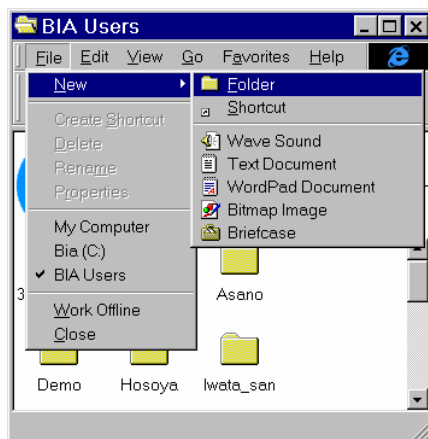 BIA Users
File Edit View Go Favorites Help
New
Create Shortcut
Delete
Rename
Properties
My Computer
Bia (C:)
BIA Users
Work Offline
Close
Folder
Shortcut
Wave Sound
Text Document
WordPad Document
Bitmap Image
Briefcase
3
Asano
Demo Hosoya Iwata_san